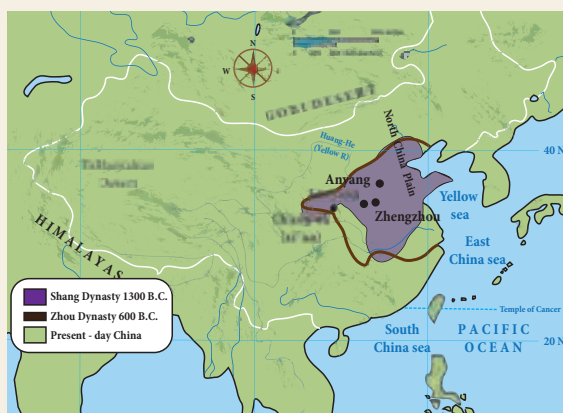 N
W
E
S
GOBI DESERT
Huang-He
(Yellow R)
North China Plain
40
Anyang
Zhengzhou
Yellow
sea
HIMALAYAS
East
China sea
Shang Dynasty 1300 B.C.
Zhou Dynasty 600 B.C.
Present - day China
Temple of Cancer
South
China sea
PACIFIC
OCEAN
20 N